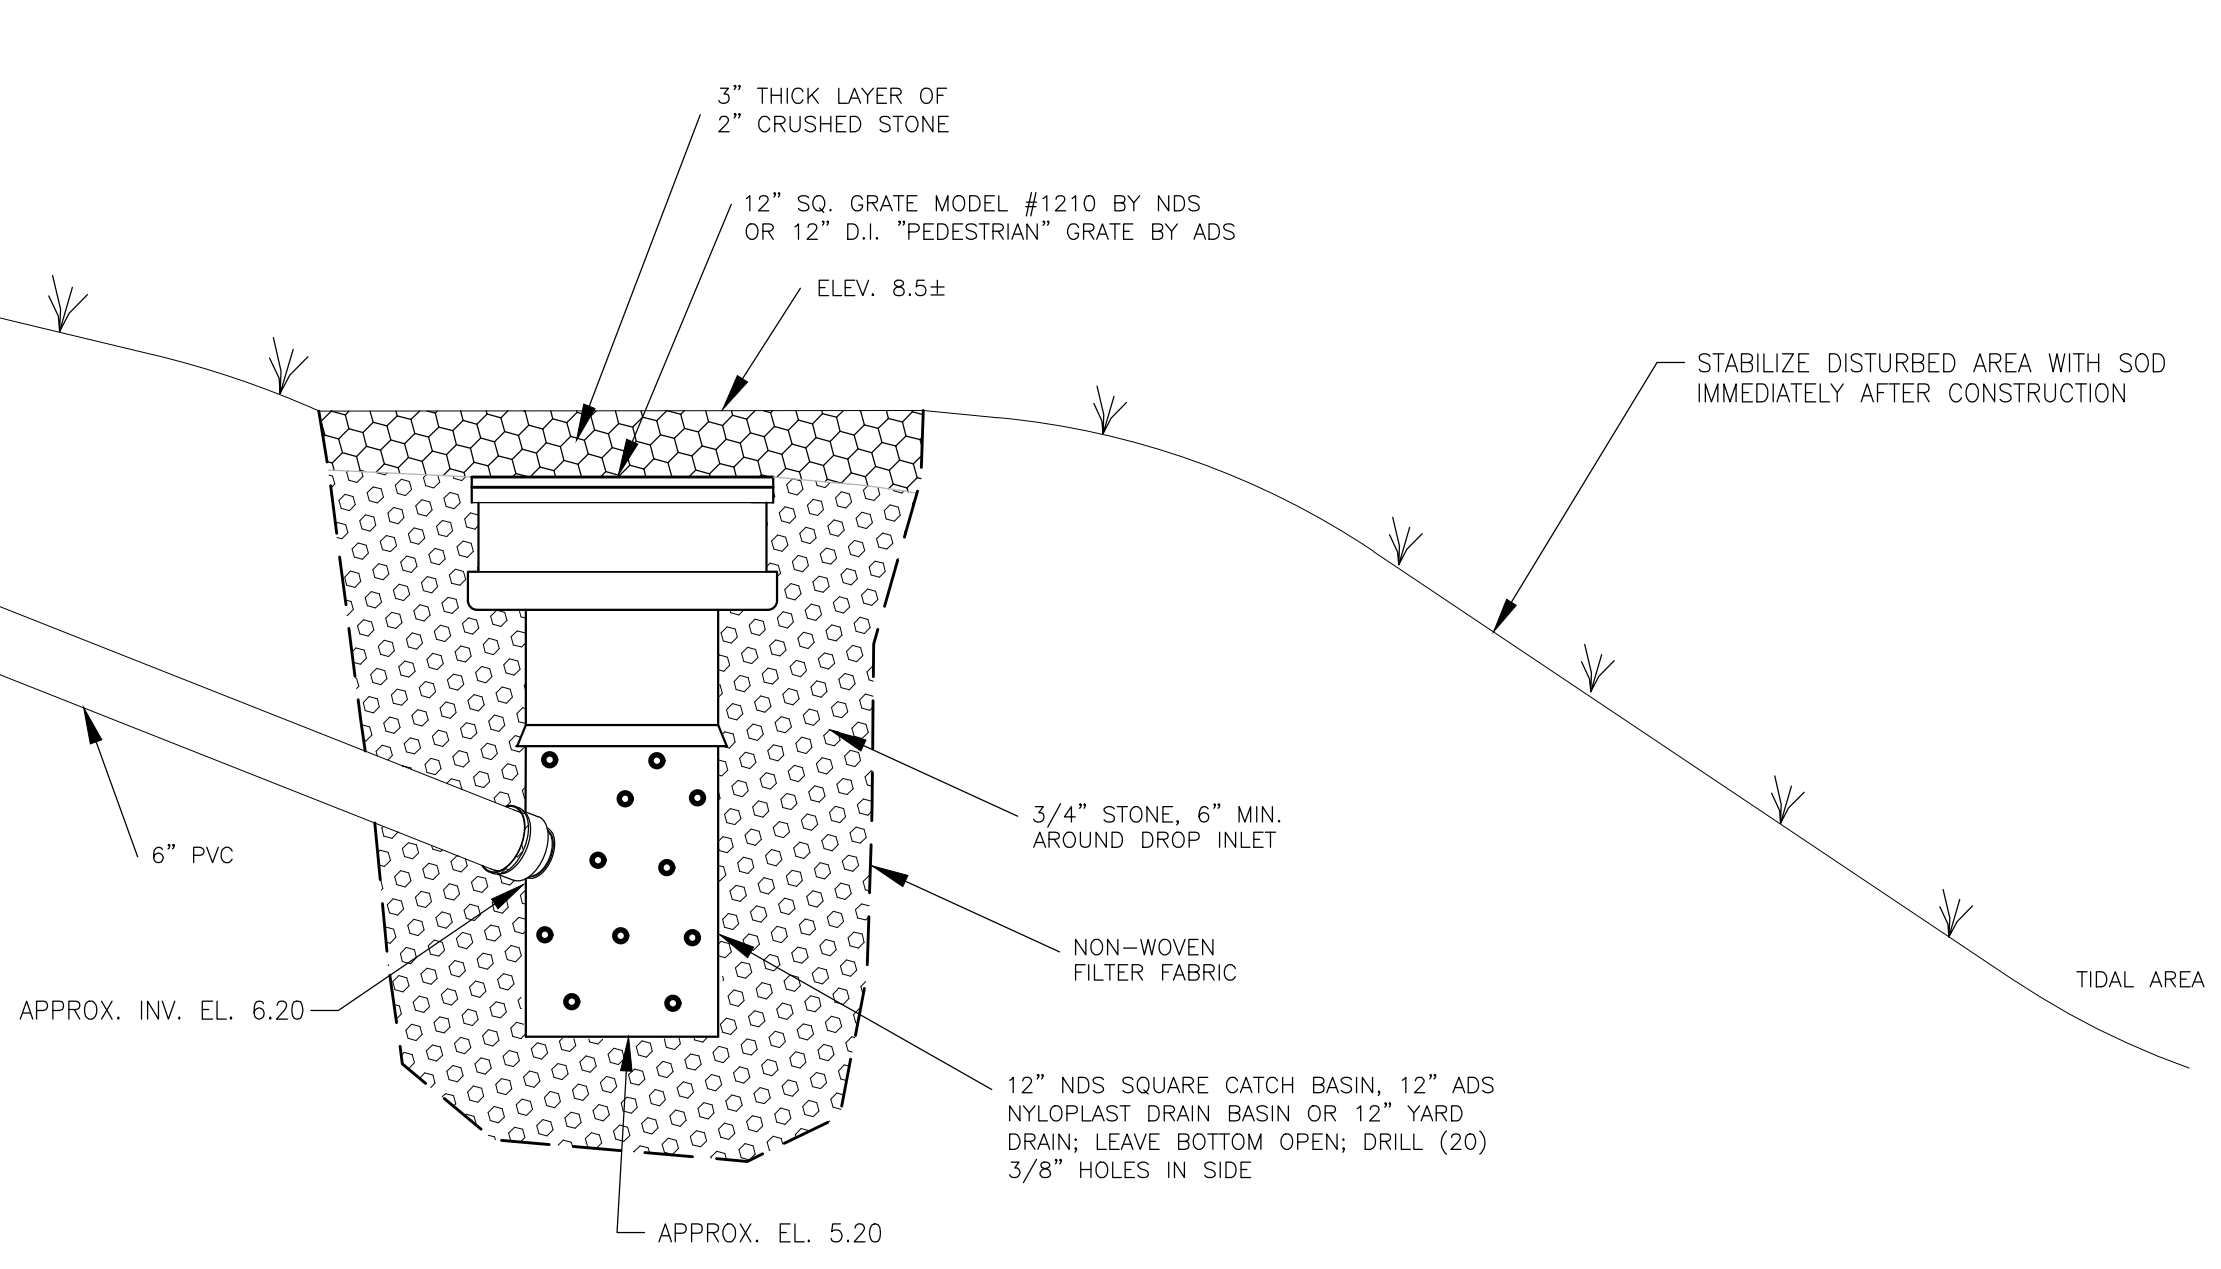 3” THICK LAYER OF
2” CRUSHED STONE
12” SQ. GRATE MODEL #1210 BY NDS
OR 12” D.I. ”PEDESTRIAN” GRATE BY ADS
ELEV. 8.5±
STABILIZE DISTURBED AREA WITH SOD
IMMEDIATELY AFTER CONSTRUCTION
3/4” STONE, 6” MIN.
AROUND DROP INLET
6” PVC
NON-WOVEN
FILTER FABRIC
TIDAL AREA
APPROX. INV. EL. 6.20
12” NDS SQUARE CATCH BASIN, 12” ADS
NYLOPLAST DRAIN BASIN OR 12” YARD
DRAIN; LEAVE BOTTOM OPEN; DRILL (20)
3/8” HOLES IN SIDE
APPROX. EL. 5.20